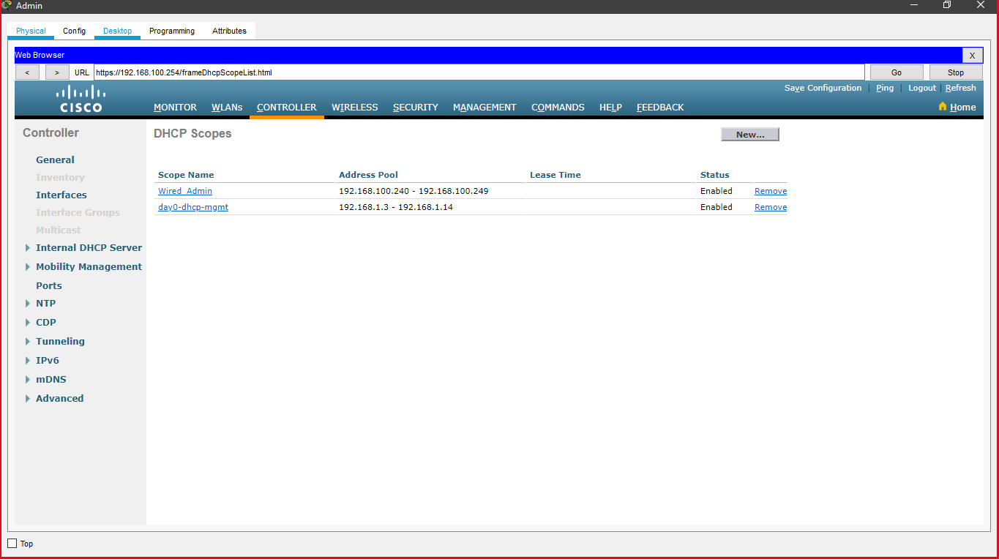 Admin
Physical Config Desktop Programming Attributes
Web Browser X
< > URL https://192.168.100.254/frameDhcpScopeList.html Go Stop
Save Configuration | Ping | Logout | Refresh
CISCO MONITOR WLANs CONTROLLER WIRELESS SECURITY MANAGEMENT COMMANDS HELP FEEDBACK Home
Controller
General
Inventory
Interfaces
Interface Groups
Multicast
Internal DHCP Server
Mobility Management
Ports
NTP
CDP
Tunneling
IPv6
mDNS
Advanced
DHCP Scopes New...
Scope Name Address Pool Lease Time Status
Wired_Admin 192.168.100.240 - 192.168.100.249 Enabled Remove
day0-dhcp-mgmt 192.168.1.3 - 192.168.1.14 Enabled Remove
Top